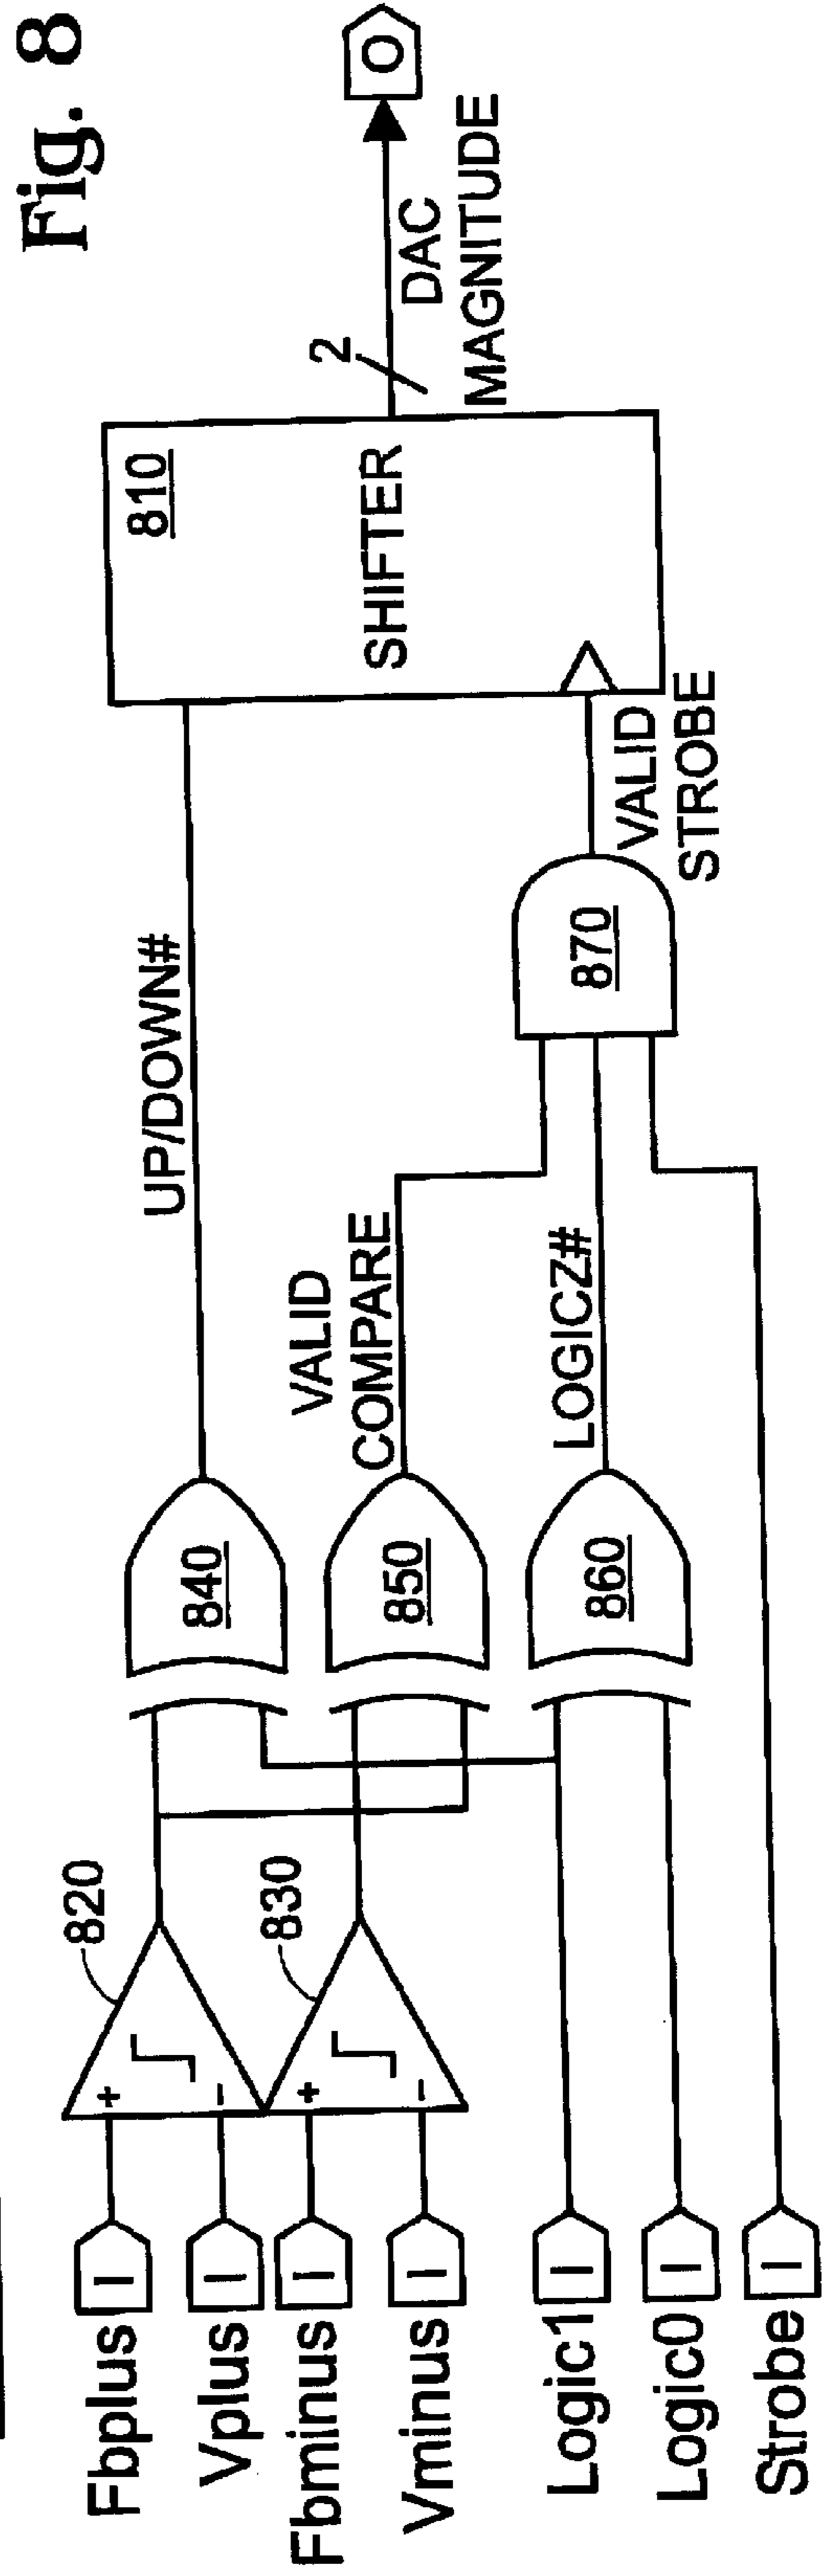 Fig. 8
Fbplus I
Vplus I
Fbminus I
Vminus I
Logic1 I
Logic0 I
Strobe I
+
-
820
+
-
830
840
850
860
UP/DOWN#
VALID
COMPARE
LOGICZ#
870
VALID
STROBE
810
SHIFTER
2
DAC
MAGNITUDE
O